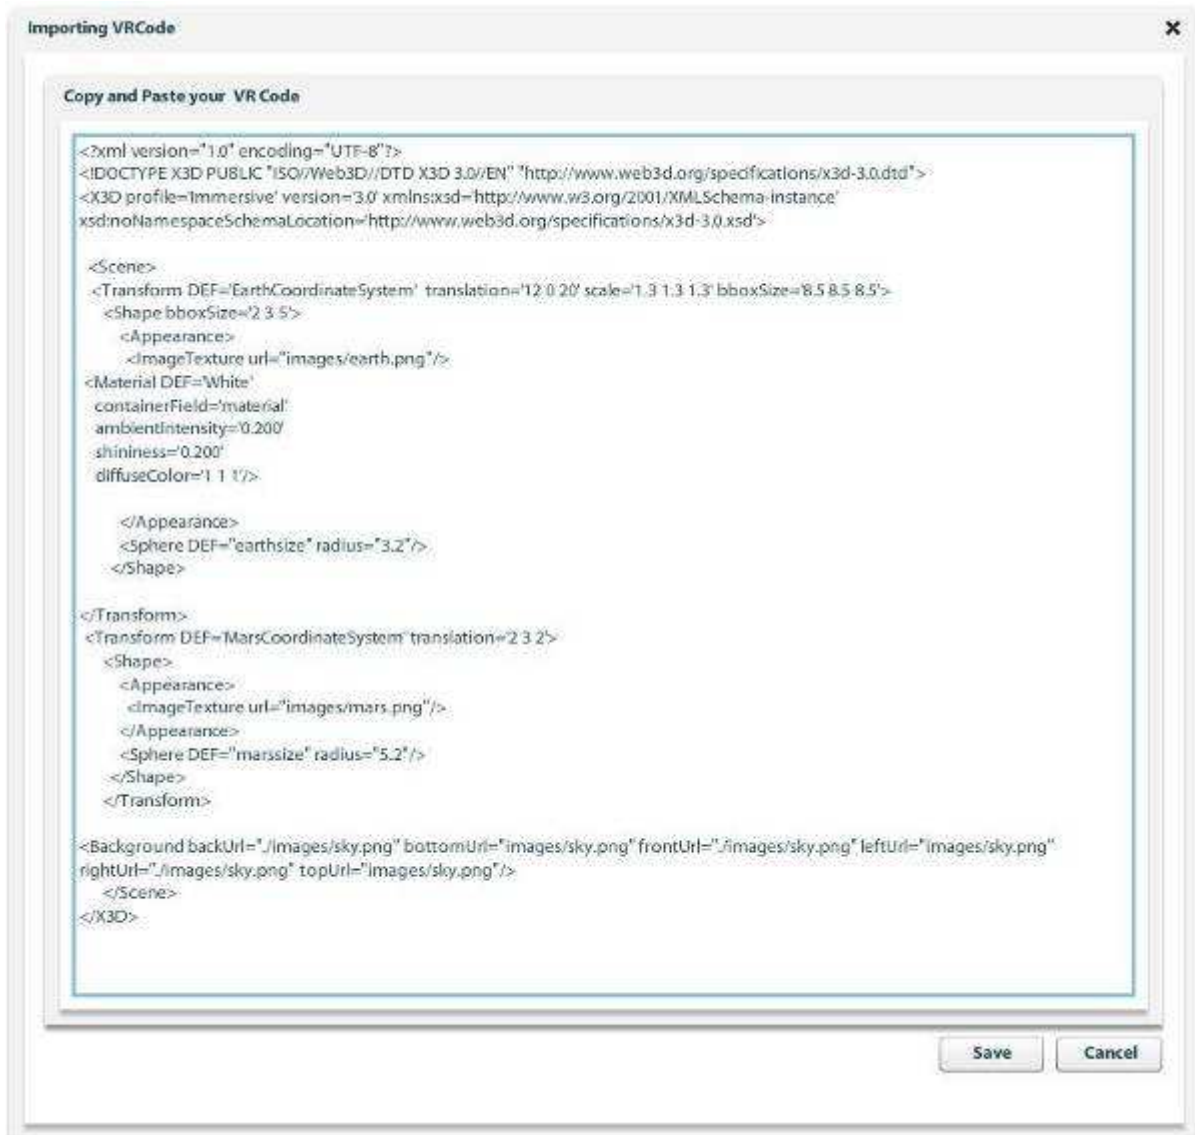 Importing VRCode
Copy and Paste your VR Code
<?xml version="1.0" encoding="UTF-8"?>
<!DOCTYPE X3D PUBLIC "ISO//Web3D//DTD X3D 3.0//EN" "http://www.web3d.org/specifications/x3d-3.0.dtd">
<X3D profile='Immersive' version='3.0' xmlns:xsd='http://www.w3.org/2001/XMLSchema-instance'
xsd:noNamespaceSchemaLocation='http://www.web3d.org/specifications/x3d-3.0.xsd'>
<Scene>
<Transform DEF='EarthCoordinateSystem' translation='12 0 20' scale='1.3 1.3 1.3' bboxSize='8.5 8.5 8.5'>
<Shape bboxSize='2 3 5'>
<Appearance>
<ImageTexture url="images/earth.png"/>
<Material DEF='White'
containerField='material'
ambientIntensity='0.200'
shininess='0.200'
diffuseColor='1 1 1'/>
</Appearance>
<Sphere DEF="earthsize" radius="3.2"/>
</Shape>
</Transform>
<Transform DEF='MarsCoordinateSystem' translation='2 3 2'>
<Shape>
<Appearance>
<ImageTexture url="images/mars.png"/>
</Appearance>
<Sphere DEF="marssize" radius="5.2"/>
</Shape>
</Transform>
<Background backUrl="./images/sky.png" bottomUrl="images/sky.png" frontUrl="./images/sky.png" leftUrl="images/sky.png"
rightUrl="./images/sky.png" topUrl="images/sky.png"/>
</Scene>
</X3D>
Save Cancel